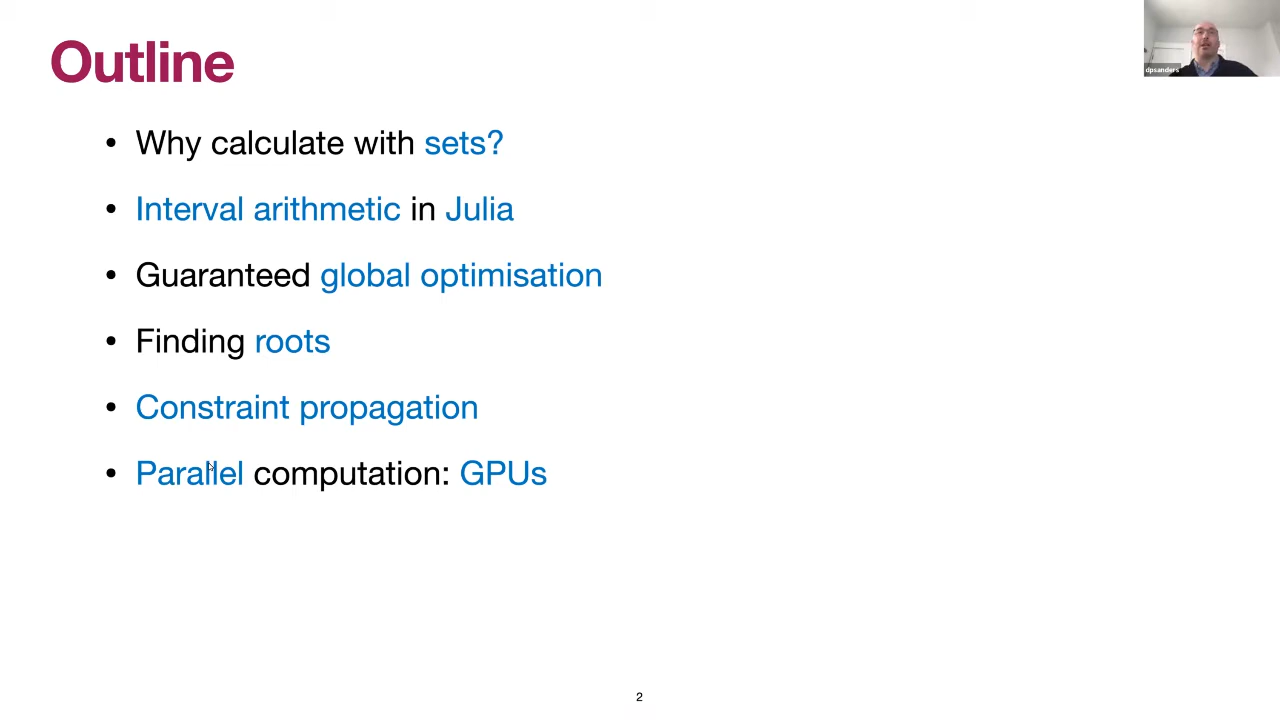 Outline
dpsanders
• Why calculate with sets?
• Interval arithmetic in Julia
• Guaranteed global optimisation
• Finding roots
• Constraint propagation
• Parallel computation: GPUs
2